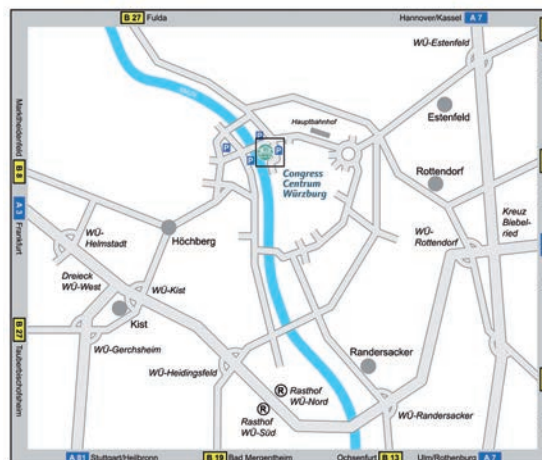 B 27 Fulda
Hannover/Kassel A 7
WÜ-Estenfeld
Estenfeld
Hauptbahnhof
P
P
P
P
Congress
Centrum
Würzburg
Rottendorf
Marktheidenfeld
B 8
A 3
Frankfurt
B 27
Tauberbischofsheim
WÜ-
Helmstadt
Höchberg
WÜ-
Rottendorf
Kreuz
Biebel-
ried
Dreieck
WÜ-West
WÜ-Kist
Kist
WÜ-Gerchsheim
WÜ-Heidingsfeld
Randersacker
R Rasthof
WÜ-Nord
R
Rasthof
WÜ-Süd
WÜ-Randersacker
A 81 Stuttgart/Heilbronn
B 19 Bad Mergentheim
Ochsenfurt B 13
Ulm/Rothenburg A 7